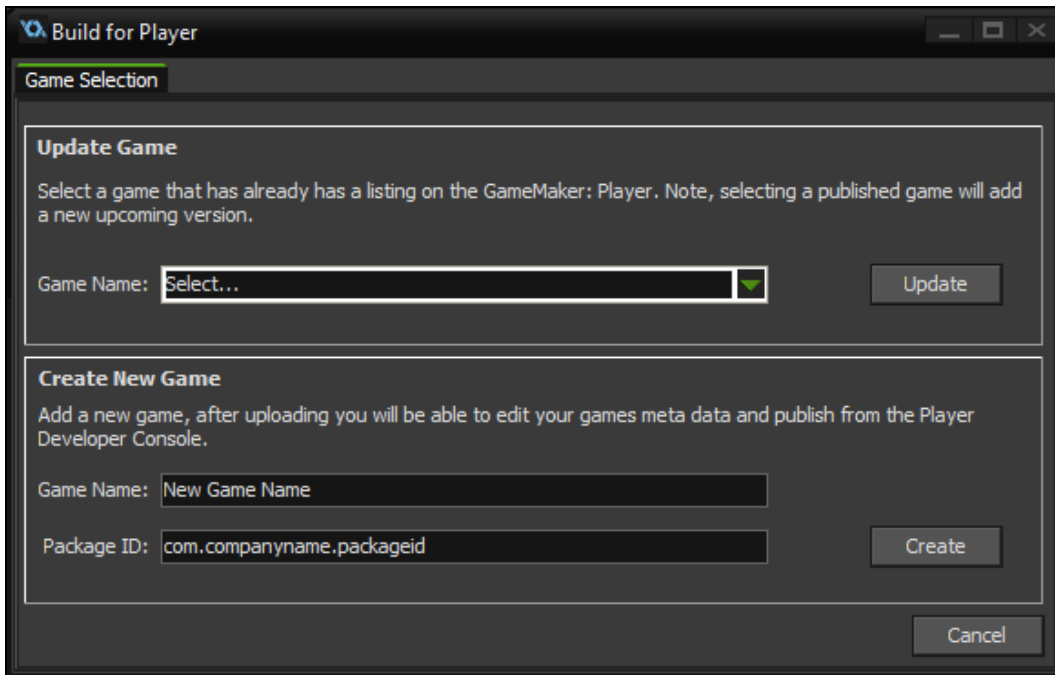 Build for Player
Game Selection
Update Game
Select a game that has already has a listing on the GameMaker: Player. Note, selecting a published game will add
a new upcoming version.
Game Name: Select... Update
Create New Game
Add a new game, after uploading you will be able to edit your games meta data and publish from the Player
Developer Console.
Game Name: New Game Name
Package ID: com.companyname.packageid Create
Cancel